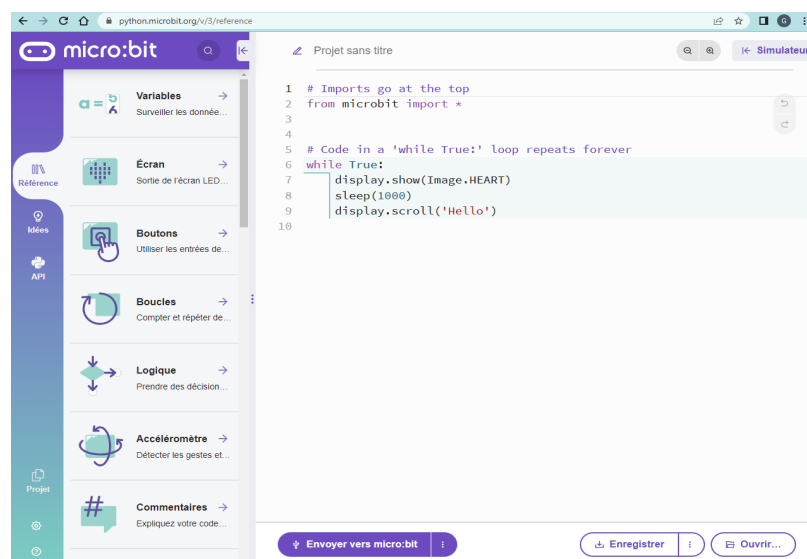 python.microbit.org/v/3/reference
G
micro:bit
Projet sans titre
Simulateur
Référence
Idées
API
Projet
a = 5 6
Variables
Surveiller les donnée...
Écran
Sortie de l'écran LED...
Boutons
Utiliser les entrées de...
Boucles
Compter et répéter de...
Logique
Prendre des décision...
Accéléromètre
Détecter les gestes et...
#
Commentaires
Expliquez votre code...
1 # Imports go at the top
2 from microbit import *
3
4
5 # Code in a 'while True:' loop repeats forever
6 while True:
7 display.show(Image.HEART)
8 sleep(1000)
9 display.scroll('Hello')
10
Envoyer vers micro:bit
Enregistrer
Ouvrir...